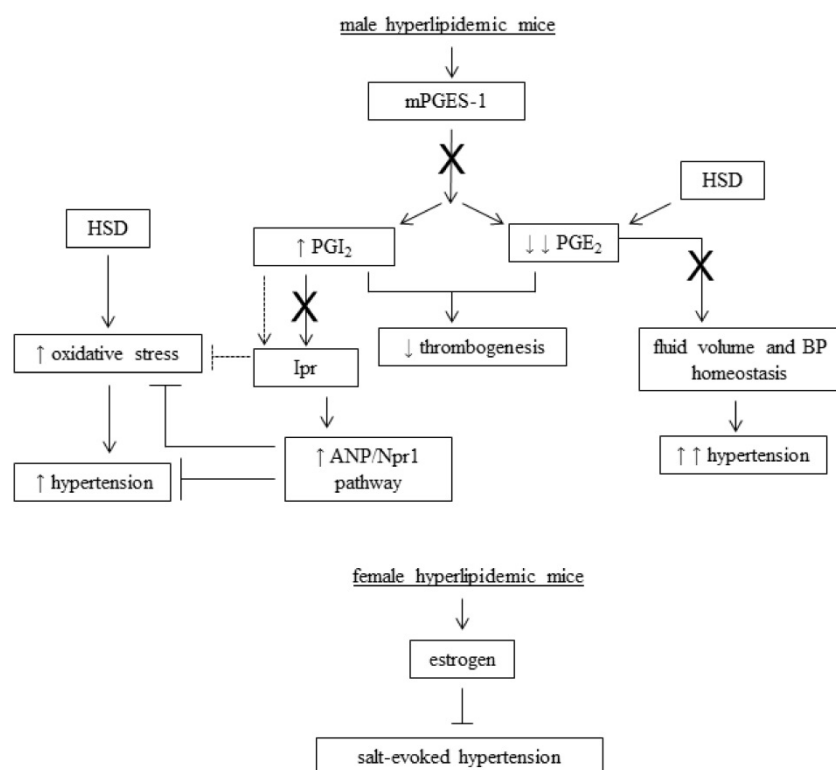 male hyperlipidemic mice
mPGES-1
X
HSD
HSD
↑ PGI₂
↓ ↓ PGE₂
X
X
↑ oxidative stress
Ipr
↓ thrombogenesis
fluid volume and BP
homeostasis
↑ hypertension
↑ ANP/Npr1
pathway
↑ ↑ hypertension
female hyperlipidemic mice
estrogen
salt-evoked hypertension